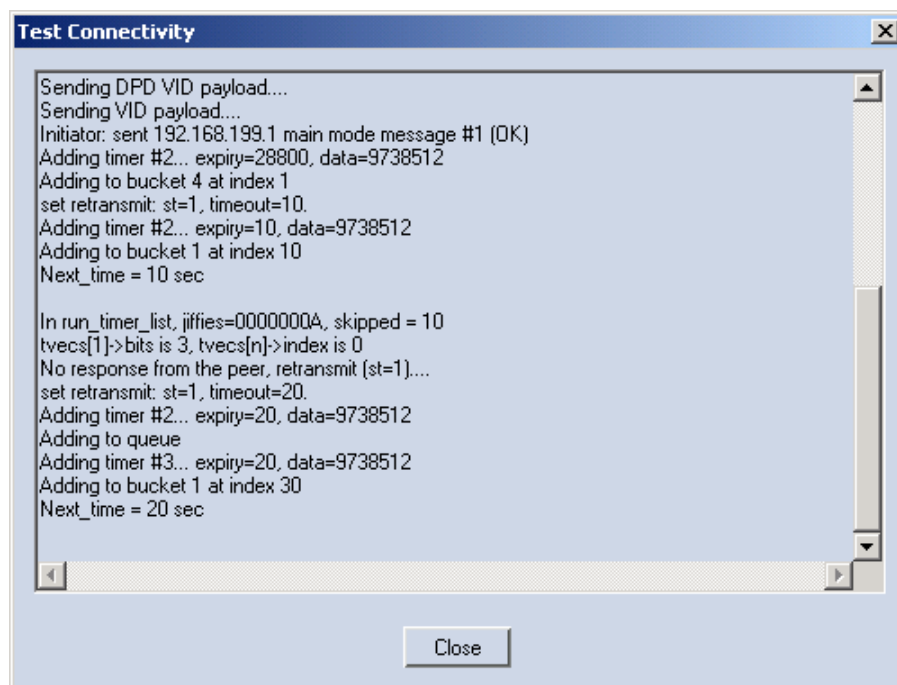 Test Connectivity
Sending DPD VID payload....
Sending VID payload....
Initiator: sent 192.168.199.1 main mode message #1 (OK)
Adding timer #2... expiry=28800, data=9738512
Adding to bucket 4 at index 1
set retransmit: st=1, timeout=10.
Adding timer #2... expiry=10, data=9738512
Adding to bucket 1 at index 10
Next_time = 10 sec
In run_timer_list, jiffies=0000000A, skipped = 10
tvecs[1]->bits is 3, tvecs[n]->index is 0
No response from the peer, retransmit (st=1)....
set retransmit: st=1, timeout=20.
Adding timer #2... expiry=20, data=9738512
Adding to queue
Adding timer #3... expiry=20, data=9738512
Adding to bucket 1 at index 30
Next_time = 20 sec
Close